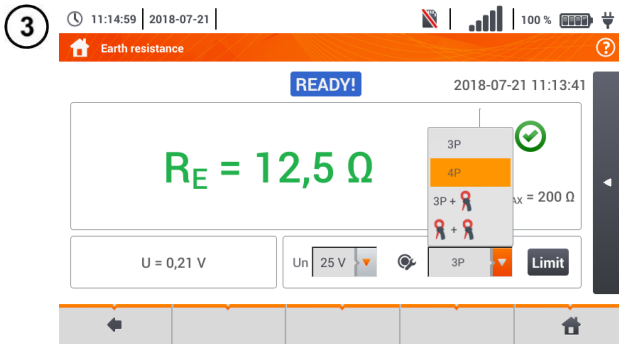 3
11:14:59 2018-07-21 100 %
Earth resistance ?
READY! 2018-07-21 11:13:41
3P
4P
3P +
+
RE = 12,5 Ω
AX = 200 Ω
U = 0,21 V
Un 25 V 3P Limit